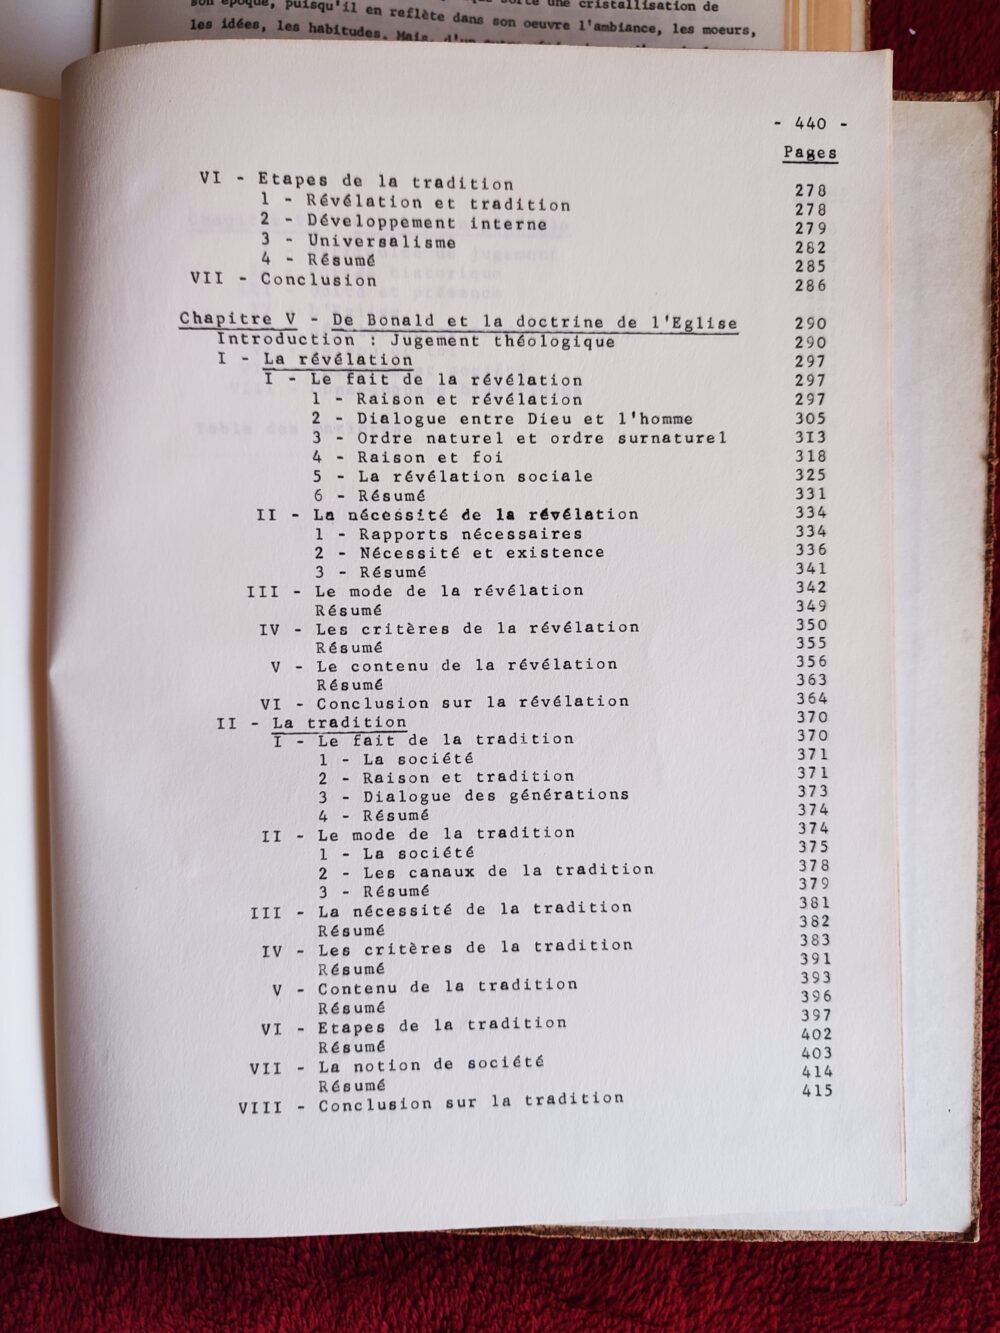 sorte une cristallisation de
son époque, puisqu'il en reflète dans son oeuvre l'ambiance, les moeurs,
les idées, les habitudes. Mais, d'un autre
- 440 -
Pages
VI - Etapes de la tradition 278
1 - Révélation et tradition 278
2 - Développement interne 279
3 - Universalisme 282
4 - Résumé 285
VII - Conclusion 286
Chapitre V - De Bonald et la doctrine de l'Eglise 290
Introduction : Jugement théologique 290
I - La révélation 297
I - Le fait de la révélation 297
1 - Raison et révélation 297
2 - Dialogue entre Dieu et l'homme 305
3 - Ordre naturel et ordre surnaturel 313
4 - Raison et foi 318
5 - La révélation sociale 325
6 - Résumé 331
II - La nécessité de la révélation 334
1 - Rapports nécessaires 334
2 - Nécessité et existence 336
3 - Résumé 341
III - Le mode de la révélation 342
Résumé 349
IV - Les critères de la révélation 350
Résumé 355
V - Le contenu de la révélation 356
Résumé 363
VI - Conclusion sur la révélation 364
II - La tradition 370
I - Le fait de la tradition 370
1 - La société 371
2 - Raison et tradition 371
3 - Dialogue des générations 373
4 - Résumé 374
II - Le mode de la tradition 374
1 - La société 375
2 - Les canaux de la tradition 378
3 - Résumé 379
III - La nécessité de la tradition 381
Résumé 382
IV - Les critères de la tradition 383
Résumé 391
V - Contenu de la tradition 393
Résumé 396
VI - Etapes de la tradition 397
Résumé 402
VII - La notion de société 403
Résumé 414
VIII - Conclusion sur la tradition 415